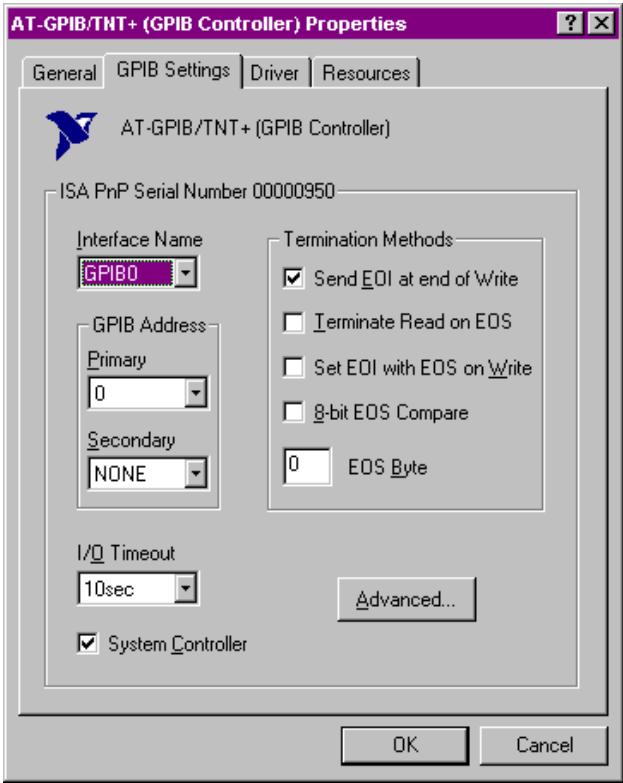 AT-GPIB/TNT+ (GPIB Controller) Properties
General GPIB Settings Driver Resources
AT-GPIB/TNT+ (GPIB Controller)
ISA PnP Serial Number 00000950
Interface Name
GPIB0
GPIB Address
Primary
0
Secondary
NONE
Termination Methods
Send EOI at end of Write
Terminate Read on EOS
Set EOI with EOS on Write
8-bit EOS Compare
0 EOS Byte
I/O Timeout
10sec
System Controller
Advanced...
OK Cancel